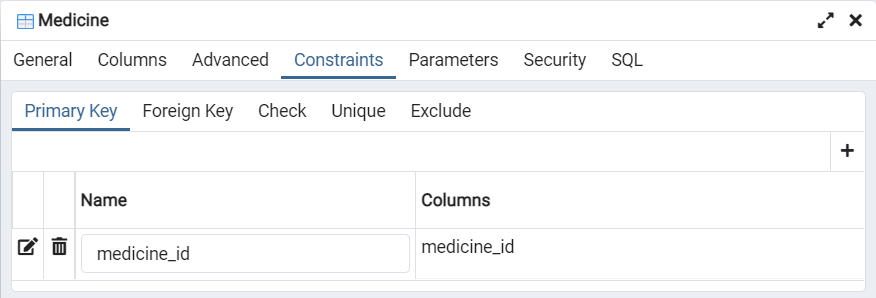 Medicine
General Columns Advanced Constraints Parameters Security SQL
Primary Key Foreign Key Check Unique Exclude
Name Columns
medicine_id medicine_id